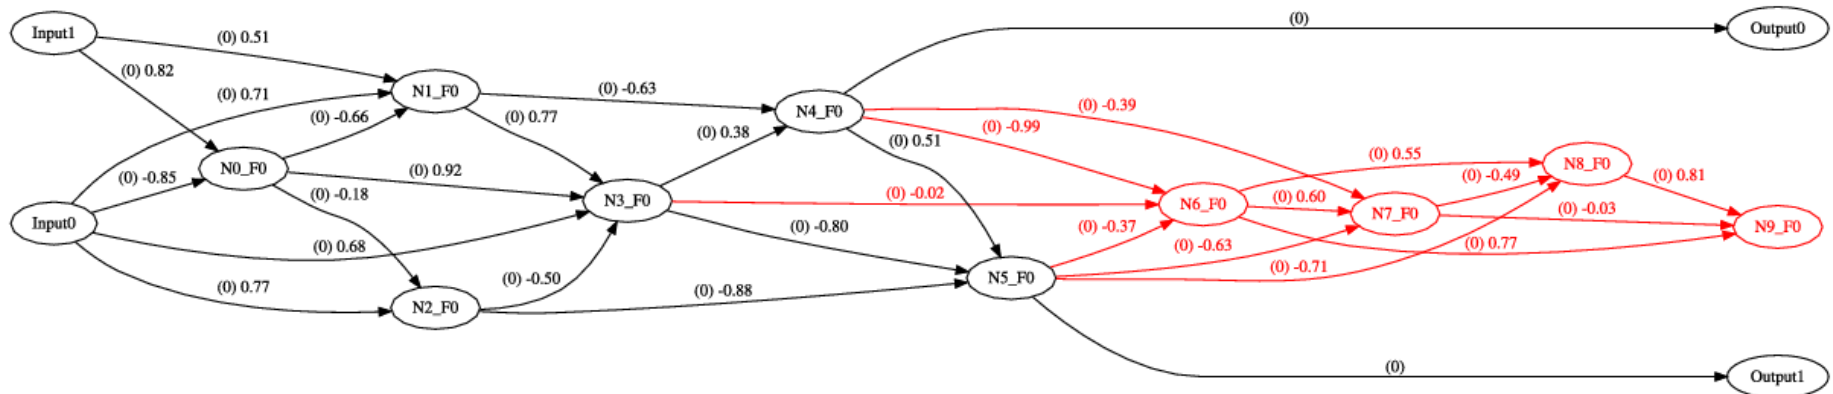 Input1
(0) 0.51
(0) 0.82
(0) 0.71
N1_F0
(0) -0.66
(0) -0.85
N0_F0
Input0
(0) 0.92
(0) -0.18
(0) 0.68
(0) 0.77
N2_F0
(0) -0.63
(0) 0.77
(0) 0.38
N3_F0
(0) -0.50
(0) -0.88
(0) -0.80
N4_F0
(0)
Output0
(0) -0.39
(0) -0.99
(0) 0.51
(0) -0.02
N5_F0
(0) -0.37
(0) -0.63
(0) -0.71
N6_F0
(0) 0.55
(0) 0.60
N7_F0
(0) -0.49
(0) -0.03
(0) 0.77
N8_F0
(0) 0.81
N9_F0
(0)
Output1